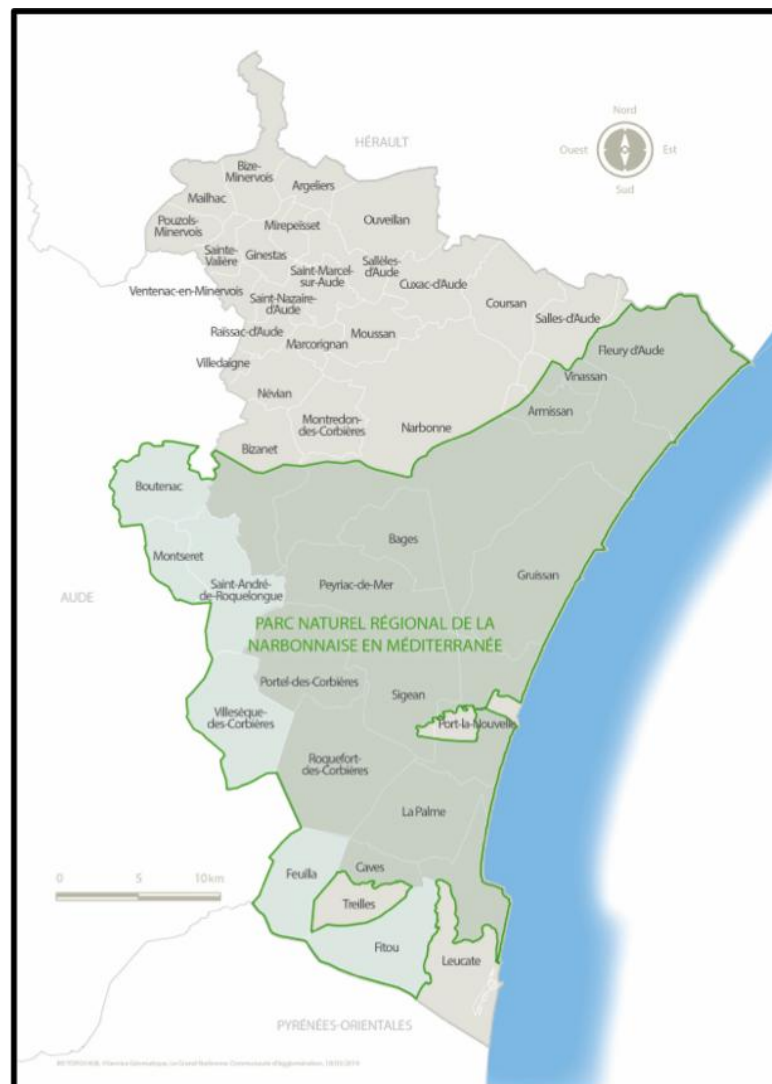 Nord
Ouest
Est
Sud
HÉRAULT
Bize-
Minervois
Argeliers
Mailhac
Pouzols-
Minervois
Mirepeisset
Ouveillan
Sainte-
Valière
Ginestas
Saint-Marcel-
sur-Aude
Sallèles-
d'Aude
Cuxac-d'Aude
Ventenac-en-Minervois
Saint-Nazaire-
d'Aude
Coursan
Salles-d'Aude
Raïssac-d'Aude
Marcorignan
Moussan
Fleury d'Aude
Villedaigne
Vinassan
Névian
Armissan
Montredon-
des-Corbières
Narbonne
Bizanet
Boutenac
Bages
Montseret
Gruissan
Saint-André-
de-Roquelongue
Peyriac-de-Mer
AUDE
PARC NATUREL RÉGIONAL DE LA
NARBONNAISE EN MÉDITERRANÉE
Portel-des-Corbières
Sigean
Villesèque-
des-Corbières
Port-la-Nouvelle
Roquefort-
des-Corbières
La Palme
0 5 10 km
Feuilla
Caves
Treilles
Fitou
Leucate
PYRÉNÉES-ORIENTALES